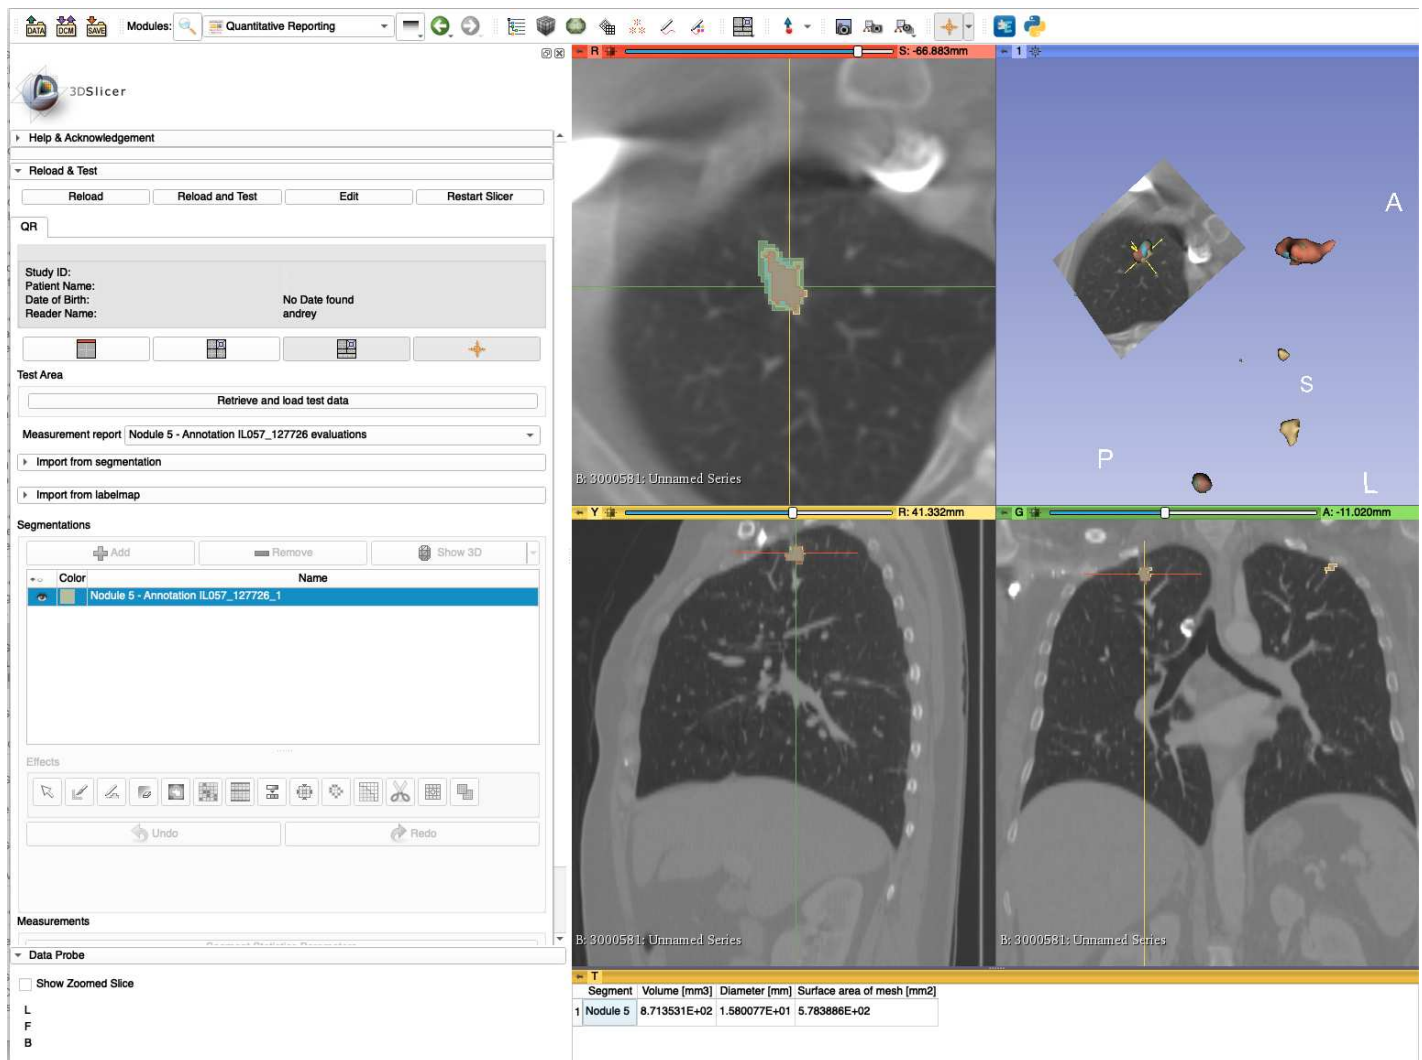 DATA
DCM
SAVE
Modules:
Quantitative Reporting
3DSlicer
Help & Acknowledgement
Reload & Test
Reload
Reload and Test
Edit
Restart Slicer
QR
Study ID:
Patient Name:
Date of Birth: No Date found
Reader Name: andrey
Test Area
Retrieve and load test data
Measurement report Nodule 5 - Annotation IL057_127726 evaluations
Import from segmentation
Import from labelmap
Segmentations
Add
Remove
Show 3D
Color Name
Nodule 5 - Annotation IL057_127726_1
Effects
Undo
Redo
Measurements
Data Probe
Show Zoomed Slice
L
F
B
R S: -66.883mm
B: 3000581: Unnamed Series
1
A
S
P
L
Y R: 41.332mm
B: 3000581: Unnamed Series
G A: -11.020mm
B: 3000581: Unnamed Series
T
Segment Volume [mm3] Diameter [mm] Surface area of mesh [mm2]
1 Nodule 5 8.713531E+02 1.580077E+01 5.783886E+02